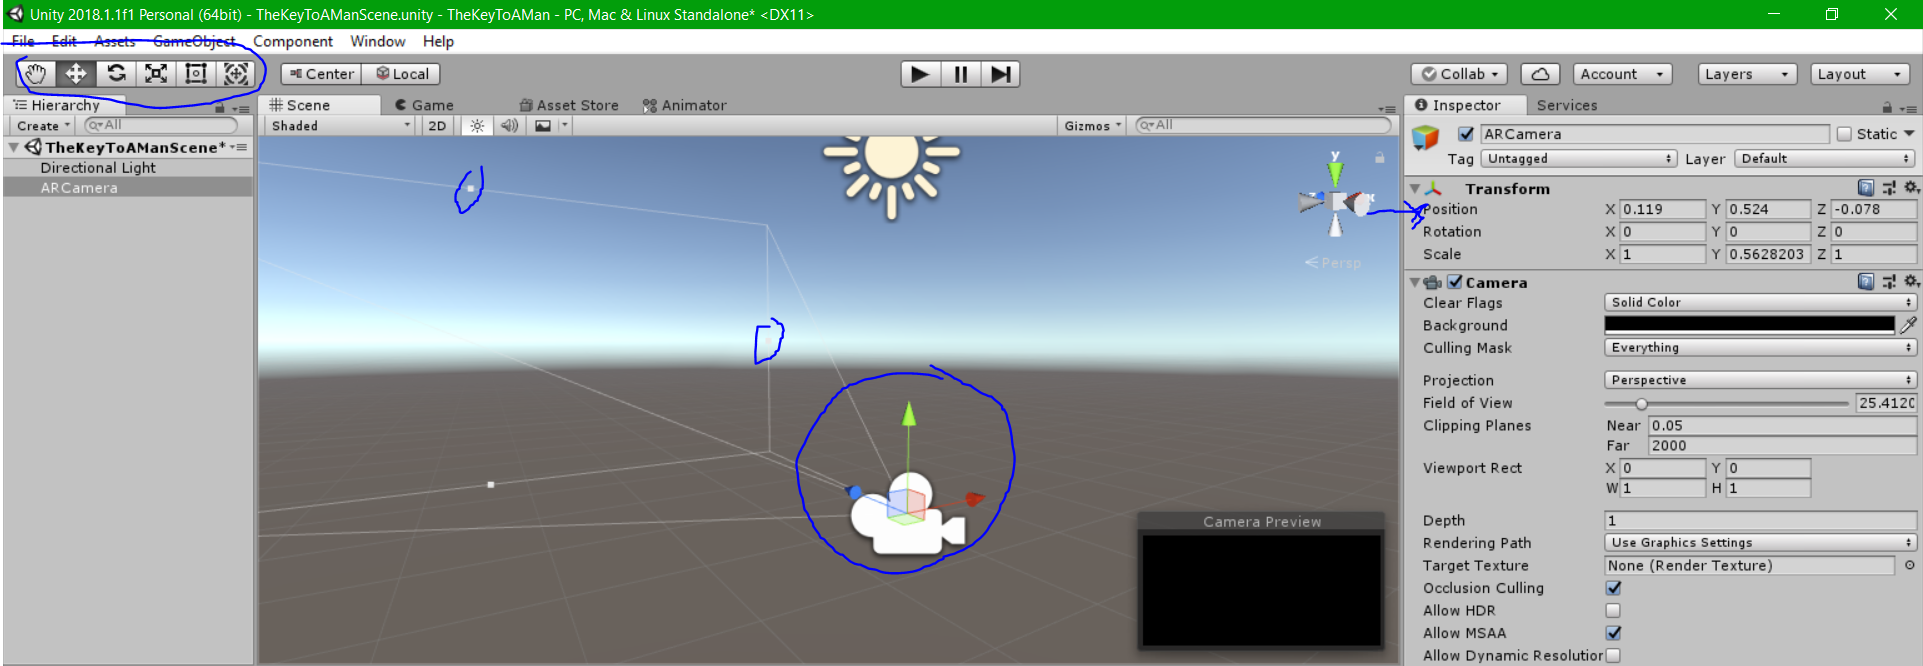 Unity 2018.1.1f1 Personal (64bit) - TheKeyToAManScene.unity - TheKeyToAMan - PC, Mac & Linux Standalone* <DX11>
File Edit Assets GameObject Component Window Help
Center Local Collab Account Layers Layout
Hierarchy
Create All
TheKeyToAManScene*
Directional Light
ARCamera
Scene Game Asset Store Animator
Shaded 2D Gizmos All
y
x
Persp
Camera Preview
Inspector Services
ARCamera Static
Tag Untagged Layer Default
Transform
Position X 0.119 Y 0.524 Z -0.078
Rotation X 0 Y 0 Z 0
Scale X 1 Y 0.5628203 Z 1
Camera
Clear Flags Solid Color
Background
Culling Mask Everything
Projection Perspective
Field of View 25.4120
Clipping Planes Near 0.05
Far 2000
Viewport Rect X 0 Y 0
W 1 H 1
Depth 1
Rendering Path Use Graphics Settings
Target Texture None (Render Texture)
Occlusion Culling
Allow HDR
Allow MSAA
Allow Dynamic Resolution